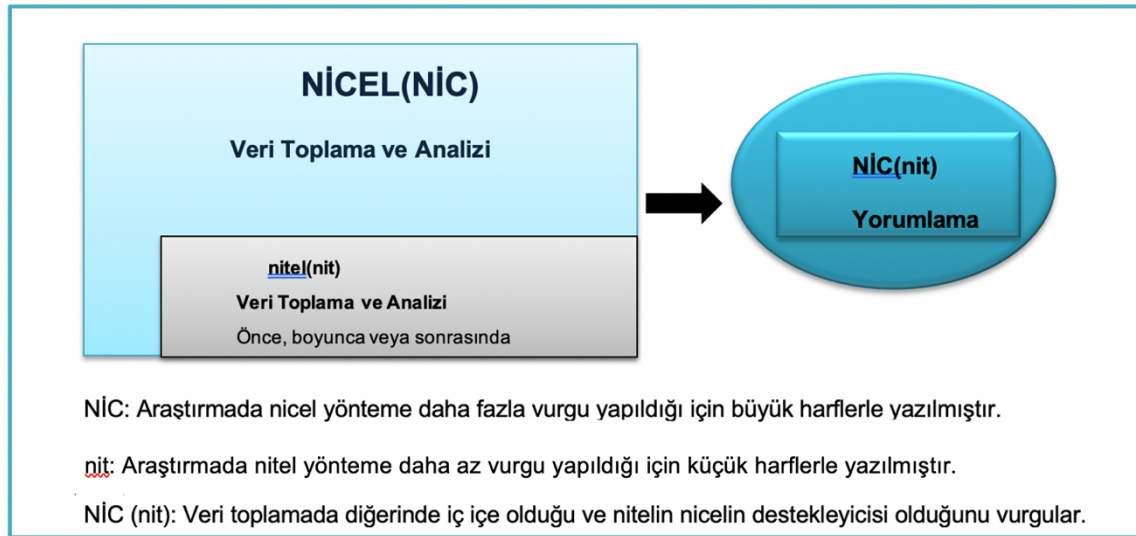 NİCEL(NİC)
Veri Toplama ve Analizi
nitel(nit)
Veri Toplama ve Analizi
Önce, boyunca veya sonrasında
NİC(nit)
Yorumlama
NİC: Araştırmada nicel yönteme daha fazla vurgu yapıldığı için büyük harflerle yazılmıştır.
nit: Araştırmada nitel yönteme daha az vurgu yapıldığı için küçük harflerle yazılmıştır.
NİC (nit): Veri toplamada diğerinde iç içe olduğu ve nitelin nicelin destekleyicisi olduğunu vurgular.